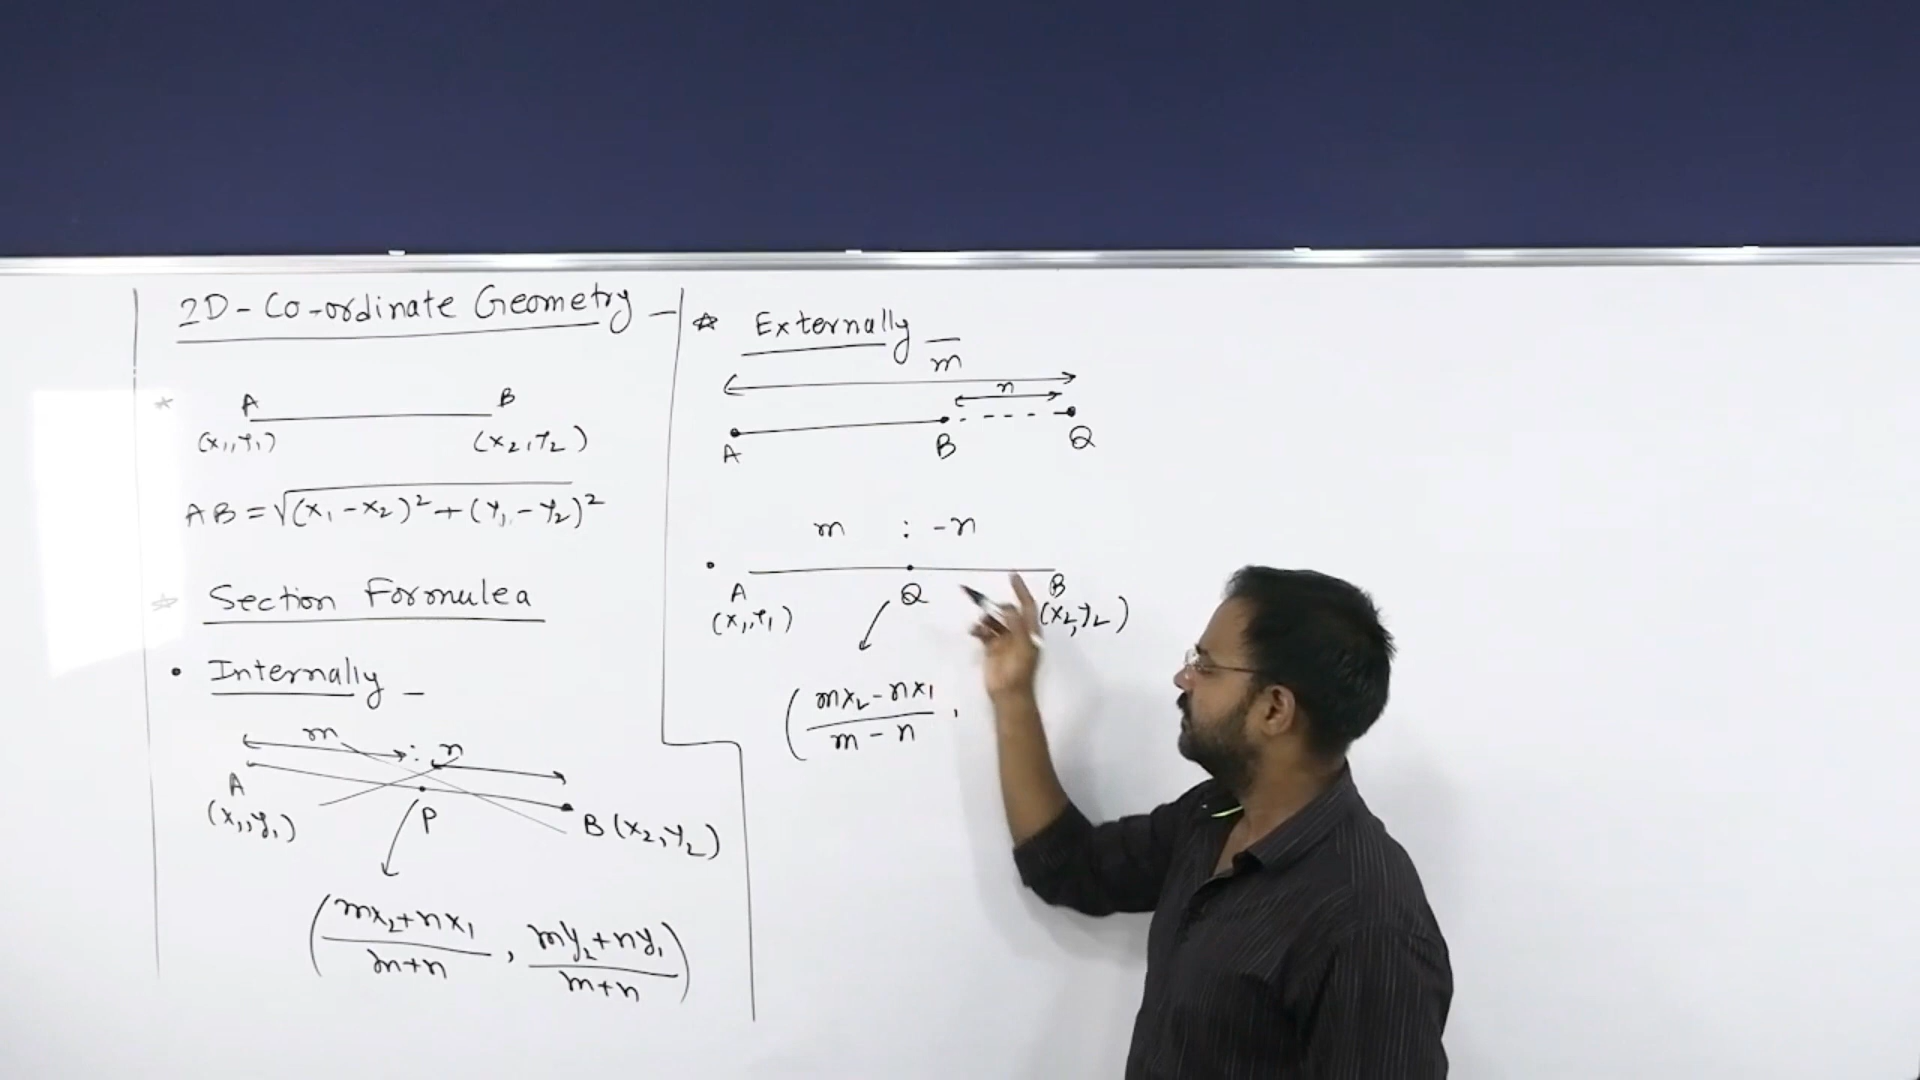 2D-Co-ordinate Geometry -
* A B
(x₁,y₁) (x₂,y₂)
AB = √(x₁-x₂)²+(y₁-y₂)²
☆ Section Formulea
• Internally -
m : n
A P B (x₂,y₂)
(x₁,y₁)
(mx₂+nx₁/m+n, my₂+ny₁/m+n)
☆ Externally -
m
n
A B Q
m : -n
• A Q B
(x₁,y₁) (x₂,y₂)
(mx₂-nx₁/m-n,